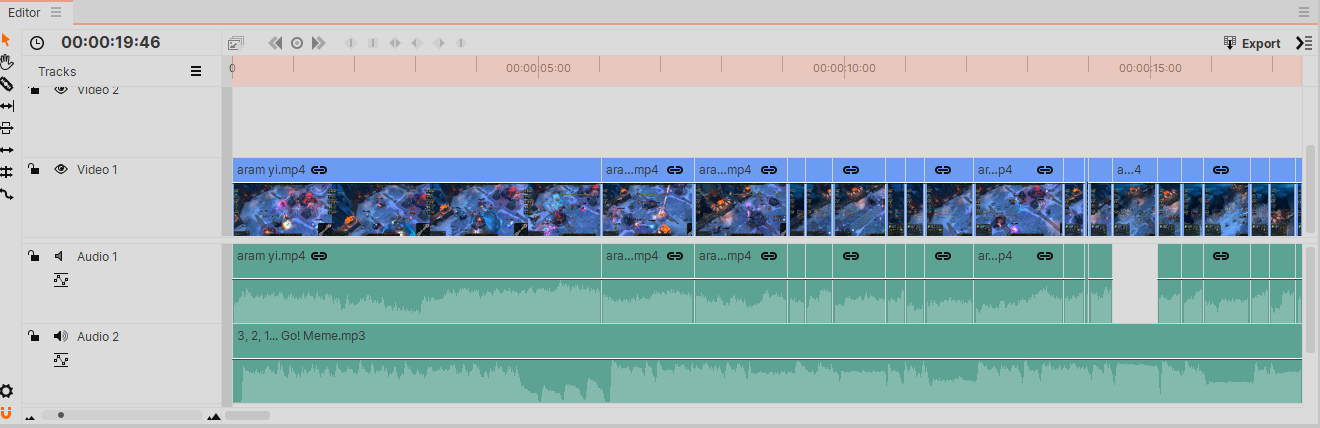 Editor
00:00:19:46
Export
Tracks
0
00:00:05:00
00:00:10:00
00:00:15:00
Video 2
Video 1
aram yi.mp4
ara...mp4
ara...mp4
ar...p4
a...4
Audio 1
aram yi.mp4
ara...mp4
ara...mp4
ar...p4
Audio 2
3, 2, 1... Go! Meme.mp3